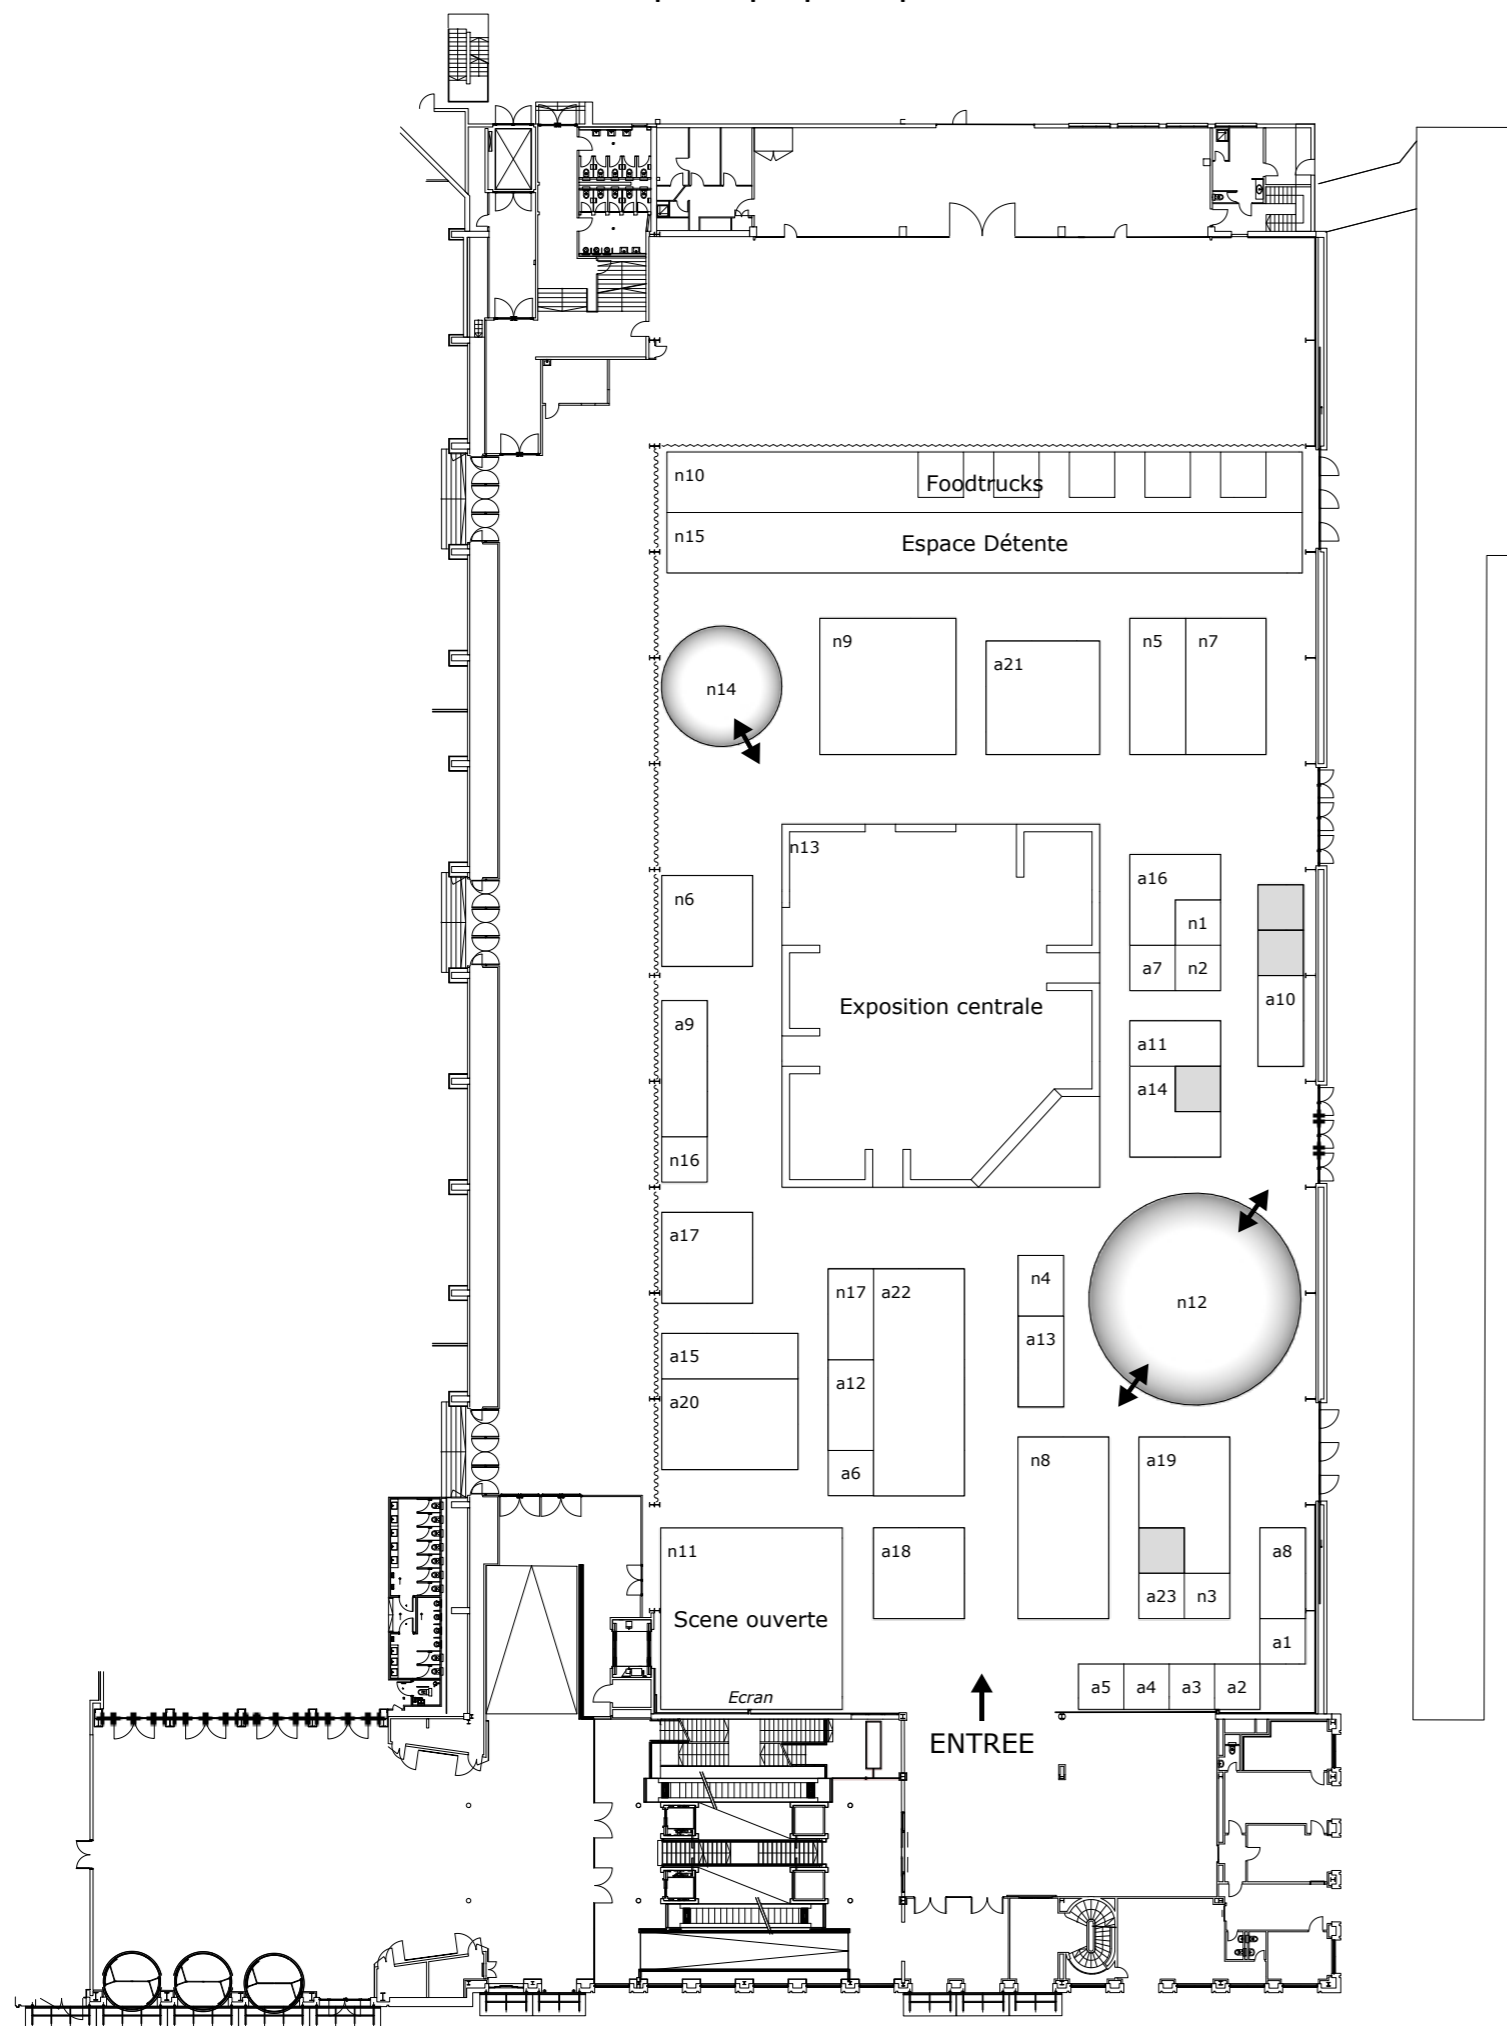 n10
Foodtrucks
n15
Espace Détente
n9
n5
n7
a21
n14
n13
a16
n6
n1
a7
n2
a10
Exposition centrale
a9
a11
a14
n16
a17
n4
n17
a22
n12
a13
a15
a12
a20
n8
a19
a6
n11
a18
a8
a23
n3
Scene ouverte
a1
a5
a4
a3
a2
Ecran
ENTREE